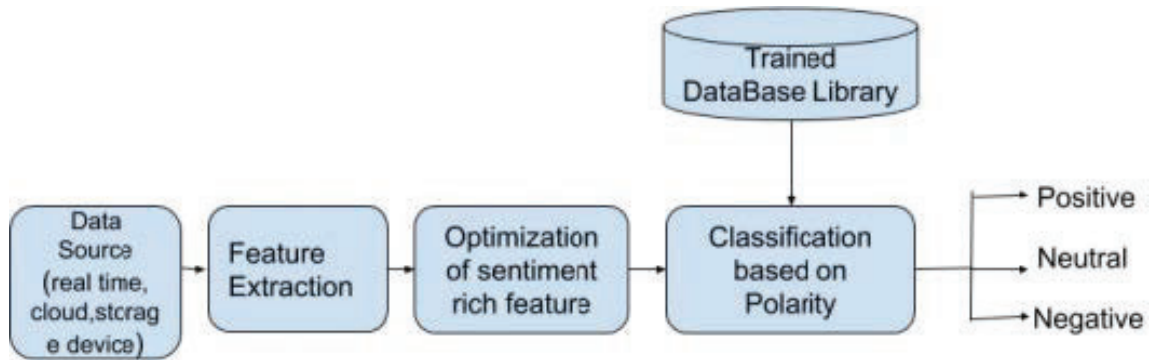 Trained
DataBase Library
Data
Source
(real time,
cloud,storag
e device)
Feature
Extraction
Optimization
of sentiment
rich feature
Classification
based on
Polarity
Positive
Neutral
Negative